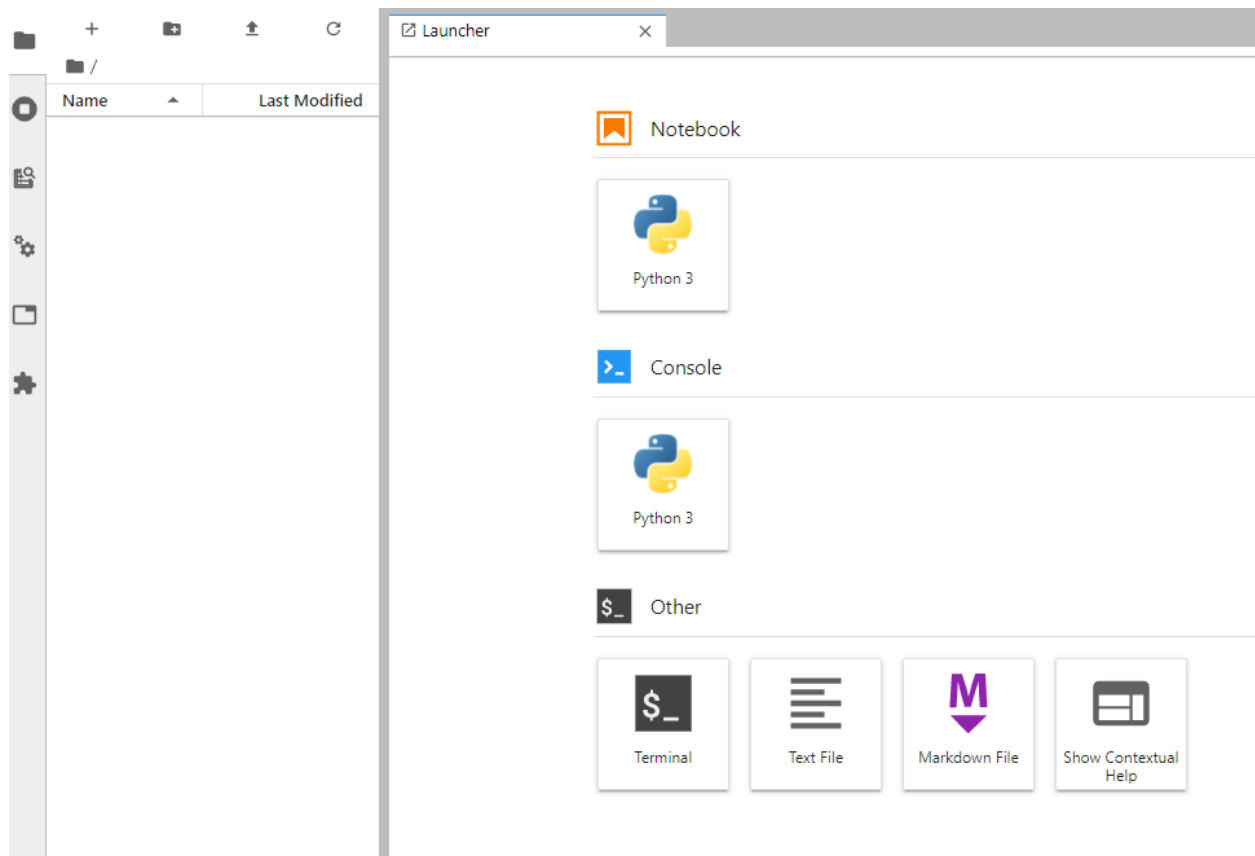 /
Name
Last Modified
Launcher
Notebook
Python 3
Console
Python 3
$_ Other
$_
Terminal
Text File
M
Markdown File
Show Contextual
Help